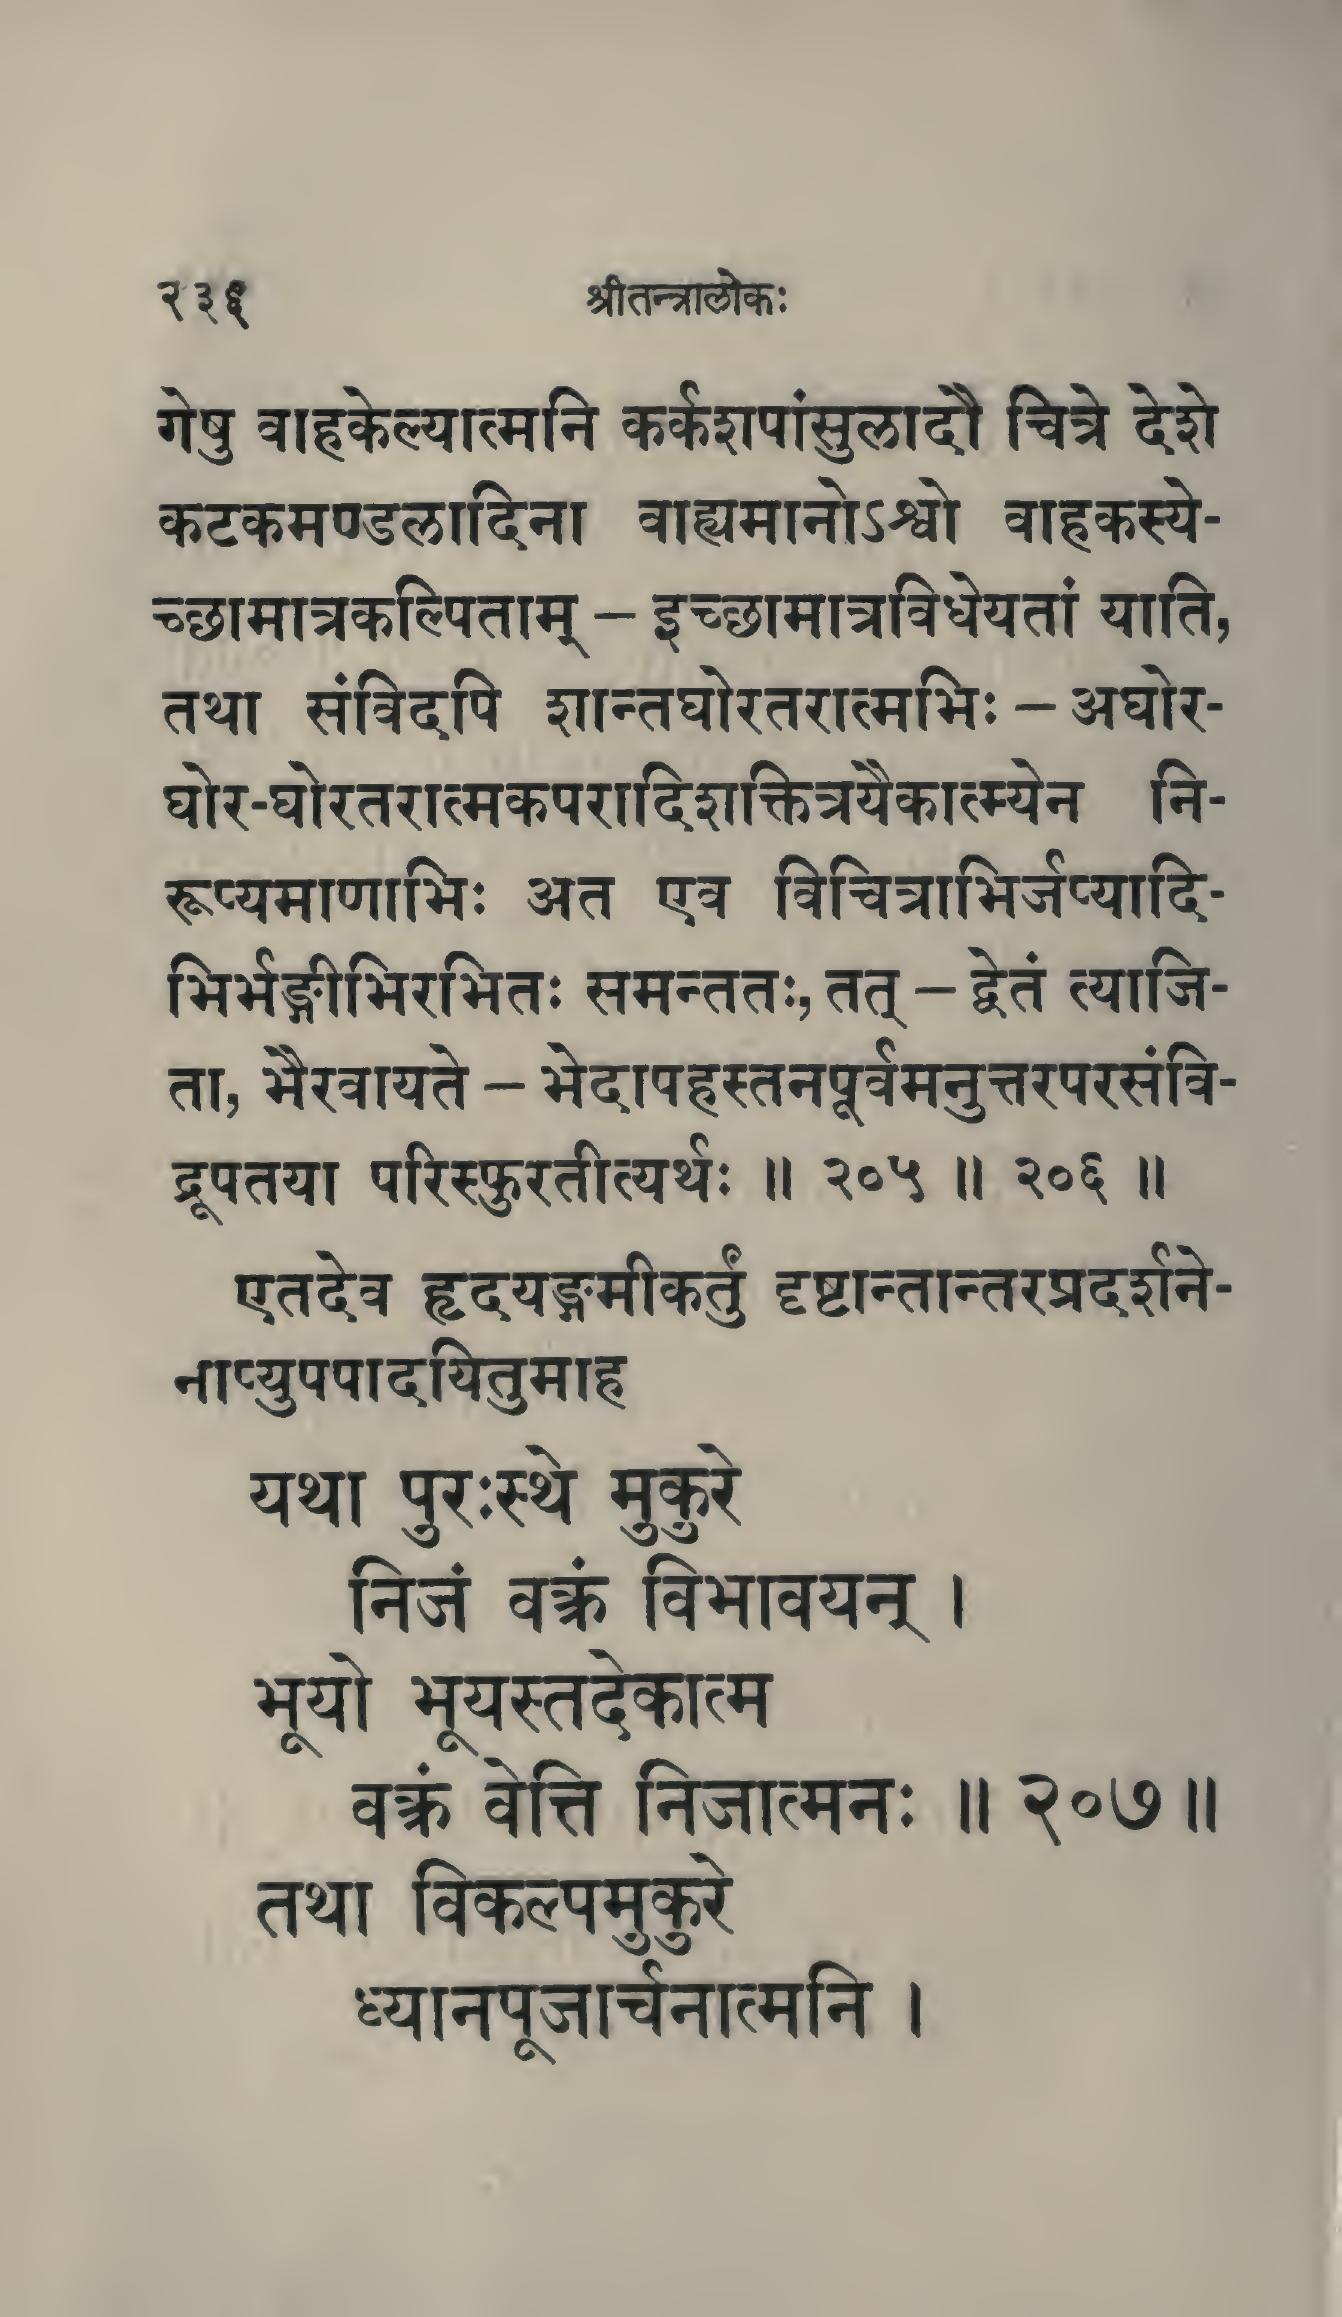 २३६ श्रीतन्त्रालोकः
गेषु वाहकेल्यात्मनि कर्कशपांसुलादौ चित्रे देशे
कटकमण्डलादिना वाह्यमानोऽश्वो वाहकस्ये-
च्छामात्रकल्पिताम् – इच्छामात्रविधेयतां याति,
तथा संविदपि शान्तघोरतरात्मभिः – अघोर-
घोर-घोरतरात्मकपरादिशक्तित्रयैकात्म्येन नि-
रूप्यमाणाभिः अत एव विचित्राभिर्जप्यादि-
भिर्भङ्गीभिरभितः समन्ततः, तत् – द्वेतं त्याजि-
ता, भैरवायते – भेदापहस्तनपूर्वमनुत्तरपरसंवि-
द्रूपतया परिस्फुरतीत्यर्थः ॥ २०५ ॥ २०६ ॥
एतदेव हृदयङ्गमीकर्तुं दृष्टान्तान्तरप्रदर्शने-
नाप्युपपादयितुमाह
यथा पुरःस्थे मुकुरे
निजं वक्त्रं विभावयन् ।
भूयो भूयस्तदेकात्म
वक्त्रं वेत्ति निजात्मनः ॥ २०७ ॥
तथा विकल्पमुकुरे
ध्यानपूजार्चनात्मनि ।